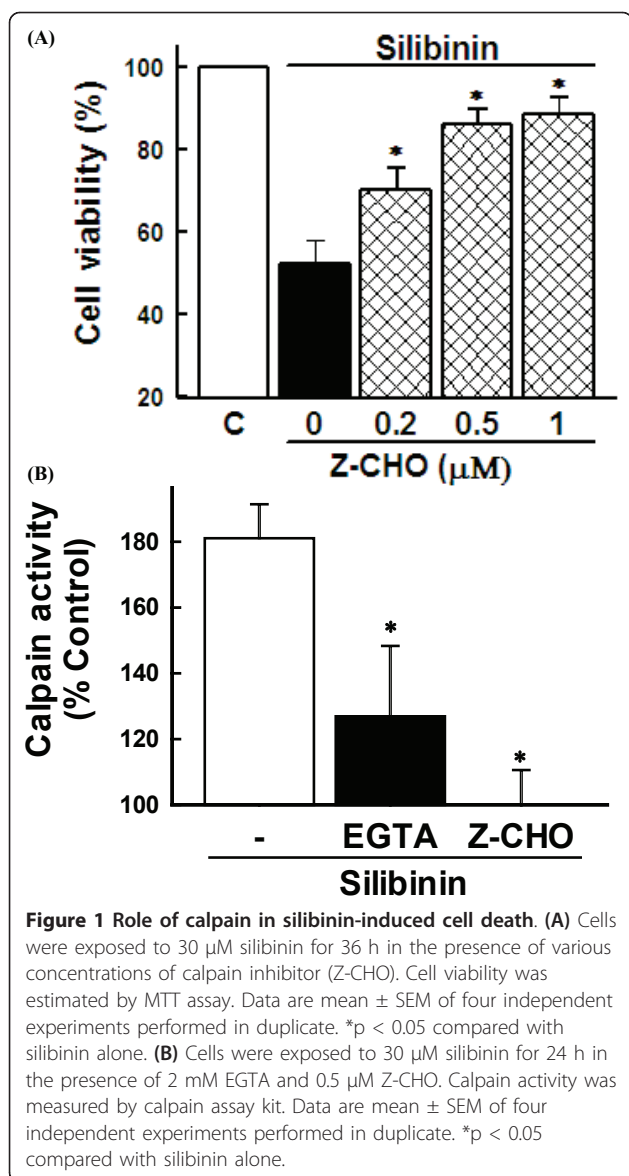 (A)
Silibinin
Cell viability (%)
100
80
60
40
20
*
*
*
C 0 0.2 0.5 1
Z-CHO (μM)
(B)
Calpain activity
(% Control)
180
160
140
120
100
*
*
- EGTA Z-CHO
Silibinin
Figure 1 Role of calpain in silibinin-induced cell death. (A) Cells
were exposed to 30 μM silibinin for 36 h in the presence of various
concentrations of calpain inhibitor (Z-CHO). Cell viability was
estimated by MTT assay. Data are mean ± SEM of four independent
experiments performed in duplicate. *p < 0.05 compared with
silibinin alone. (B) Cells were exposed to 30 μM silibinin for 24 h in
the presence of 2 mM EGTA and 0.5 μM Z-CHO. Calpain activity was
measured by calpain assay kit. Data are mean ± SEM of four
independent experiments performed in duplicate. *p < 0.05
compared with silibinin alone.